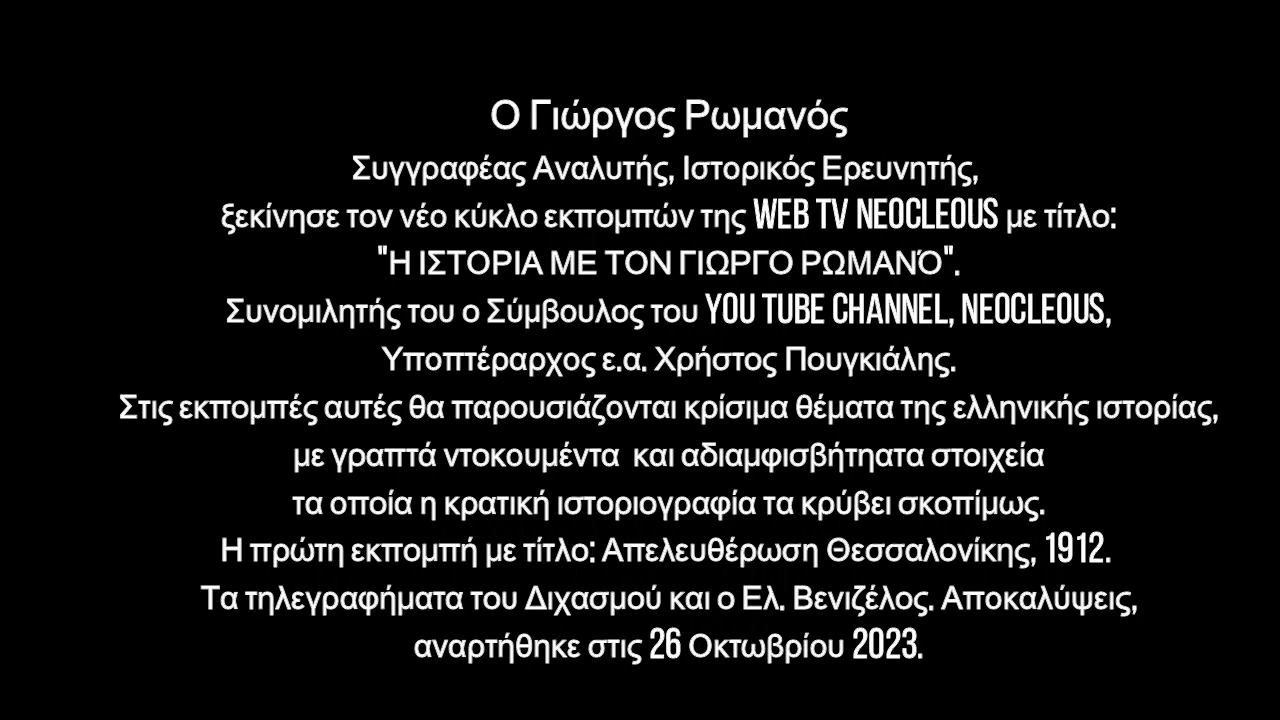 Ο Γιώργος Ρωμανός
Συγγραφέας Αναλυτής, Ιστορικός Ερευνητής,
ξεκίνησε τον νέο κύκλο εκπομπών της WEB TV NEOCLEOUS με τίτλο:
"Η ΙΣΤΟΡΙΑ ΜΕ ΤΟΝ ΓΙΩΡΓΟ ΡΩΜΑΝΌ".
Συνομιλητής του ο Σύμβουλος του YOU TUBE CHANNEL, NEOCLEOUS,
Υποπτέραρχος ε.α. Χρήστος Πουγκιάλης.
Στις εκπομπές αυτές θα παρουσιάζονται κρίσιμα θέματα της ελληνικής ιστορίας,
με γραπτά ντοκουμέντα  και αδιαμφισβήτηατα στοιχεία
τα οποία η κρατική ιστοριογραφία τα κρύβει σκοπίμως.
Η πρώτη εκπομπή με τίτλο: Απελευθέρωση Θεσσαλονίκης, 1912.
Τα τηλεγραφήματα του Διχασμού και ο Ελ. Βενιζέλος. Αποκαλύψεις,
αναρτήθηκε στις 26 Οκτωβρίου 2023.